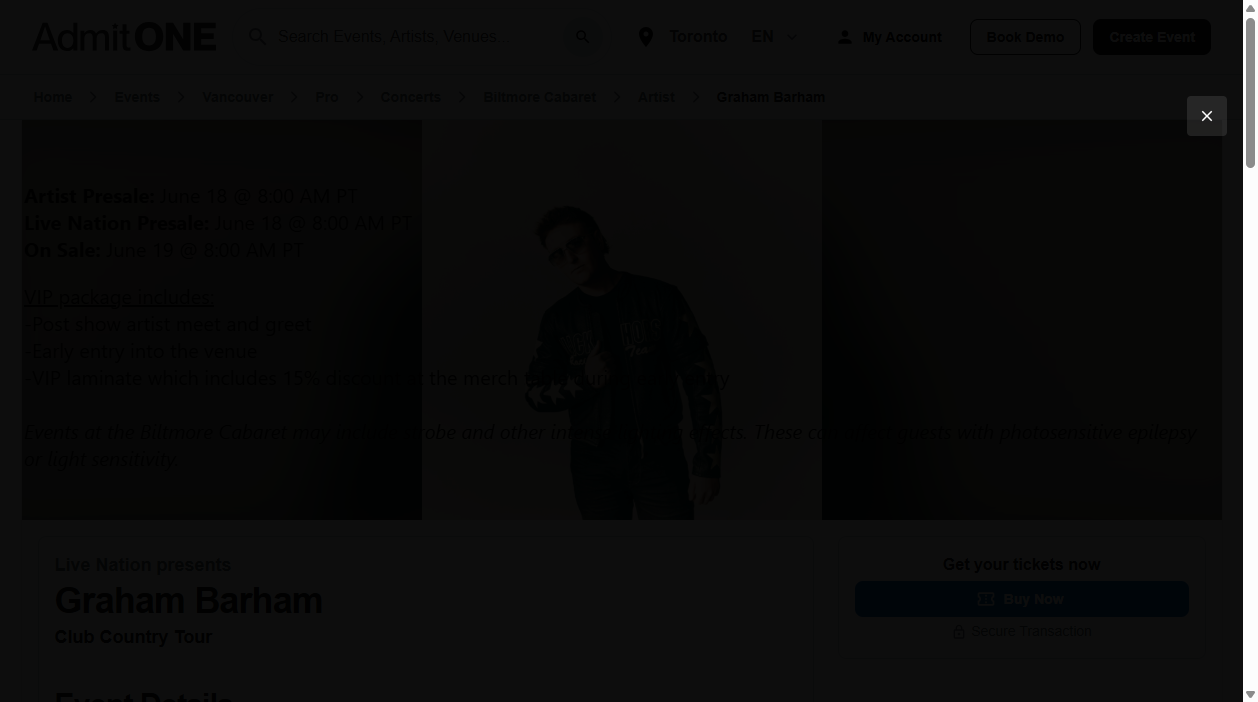 AdmitONE
Search Events, Artists, Venues...
Toronto
EN
My Account
Book Demo
Create Event
Home
Events
Vancouver
Pro
Concerts
Biltmore Cabaret
Artist
Graham Barham
Artist Presale: June 18 @ 8:00 AM PT
Live Nation Presale: June 18 @ 8:00 AM PT
On Sale: June 19 @ 8:00 AM PT
VIP package includes:
-Post show artist meet and greet
-Early entry into the venue
-VIP laminate which includes 15% the merch
Events at the Biltmore Cabaret may and other These guests with photosensitive epilepsy
or light sensitivity
Live Nation presents
Graham Barham
Club Country Tour
Get your tickets now
Buy Now
Secure Transaction
Event Details